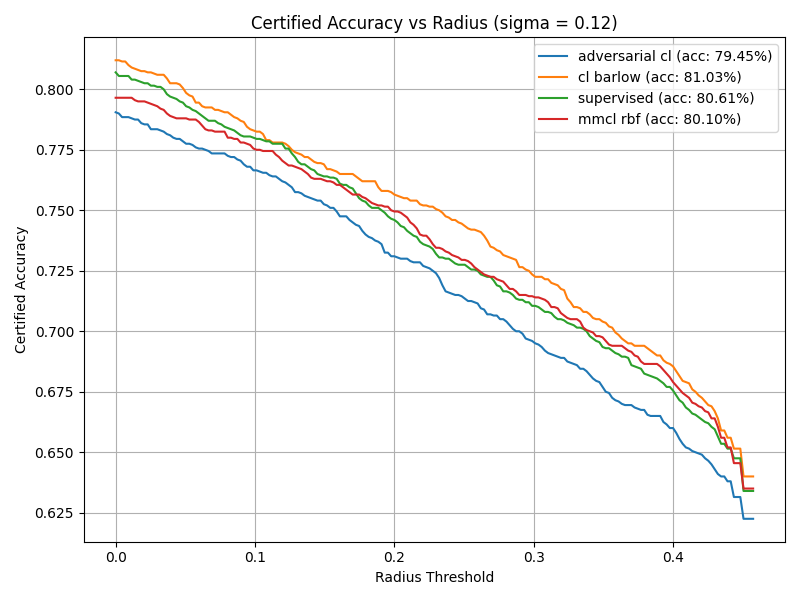 Certified Accuracy vs Radius (sigma = 0.12)
adversarial cl (acc: 79.45%)
cl barlow (acc: 81.03%)
supervised (acc: 80.61%)
mmcl rbf (acc: 80.10%)
Certified Accuracy
0.800
0.775
0.750
0.725
0.700
0.675
0.650
0.625
0.0 0.1 0.2 0.3 0.4
Radius Threshold